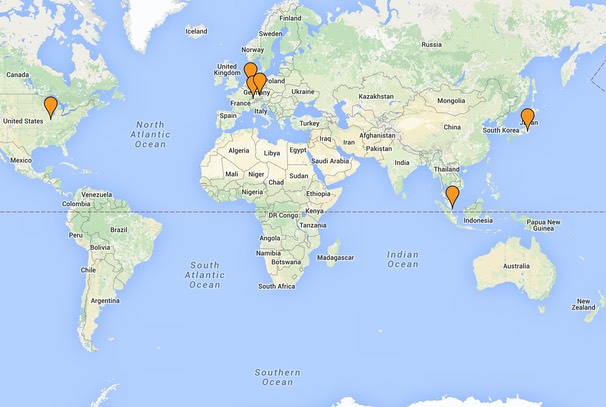 Iceland
Finland
Sweden
Norway
Russia
Canada
United
Kingdom
Poland
Germany
Ukraine
France
Kazakhstan
Mongolia
United States
Italy
Spain
Turkey
North
Atlantic
Ocean
China
South Korea
Japan
Afghanistan
Iraq
Iran
Pakistan
Mexico
Algeria
Libya
Egypt
Saudi Arabia
India
Thailand
Mali
Niger
Chad
Sudan
Nigeria
Ethiopia
Venezuela
Colombia
DR Congo
Kenya
Indonesia
Papua New
Guinea
Peru
Brazil
Tanzania
Bolivia
Angola
Namibia
Botswana
Madagascar
Indian
Ocean
South
Atlantic
Ocean
Chile
Australia
South Africa
Argentina
New
Zealand
Southern
Ocean